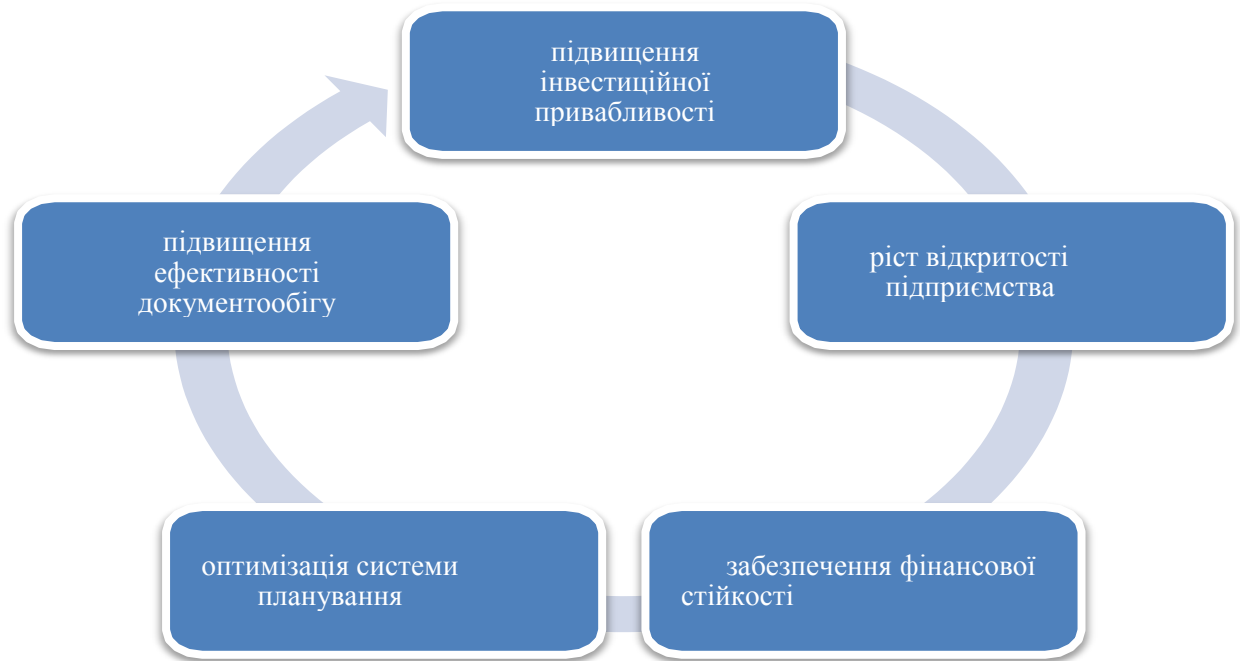 підвищення
інвестиційної
привабливості
підвищення
ефективності
документообігу
ріст відкритості
підприємства
оптимізація системи
планування
забезпечення фінансової
стійкості